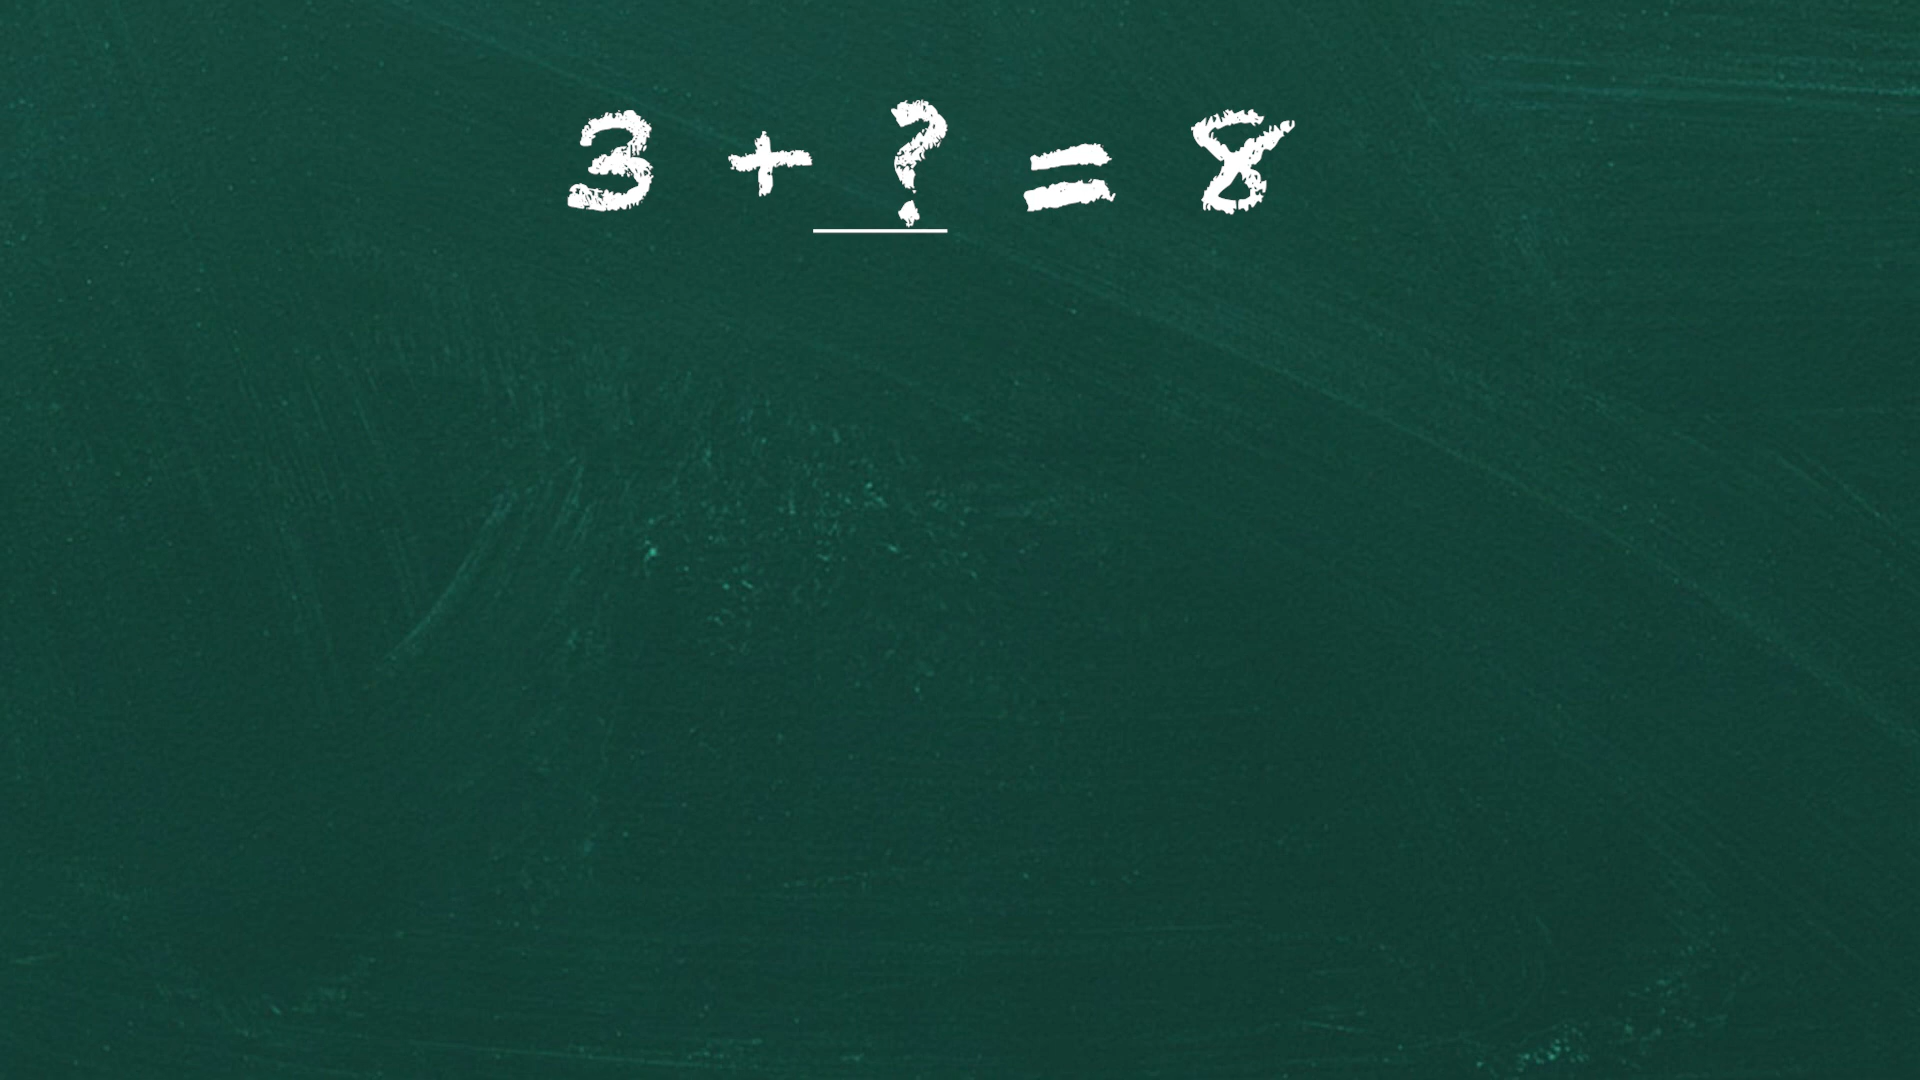 3 + ? = 8